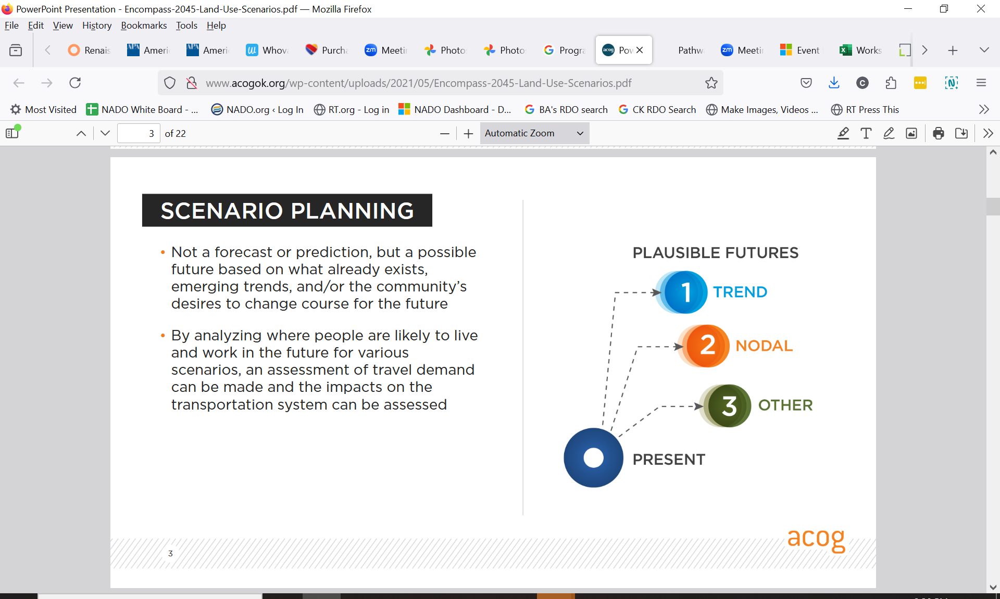 PowerPoint Presentation - Encompass-2045-Land-Use-Scenarios.pdf — Mozilla Firefox
File Edit View History Bookmarks Tools Help
Renais Ameri Ameri Whova Purcha Meetin Photo Photo Progra acog Pow Pathw Meetin Event Works
www.acogok.org/wp-content/uploads/2021/05/Encompass-2045-Land-Use-Scenarios.pdf
Most Visited NADO White Board - ... NADO.org ‹ Log In RT.org - Log in NADO Dashboard - D... BA's RDO search CK RDO Search Make Images, Videos ... RT Press This
3 of 22 Automatic Zoom
SCENARIO PLANNING
• Not a forecast or prediction, but a possible
future based on what already exists,
emerging trends, and/or the community’s
desires to change course for the future
• By analyzing where people are likely to live
and work in the future for various
scenarios, an assessment of travel demand
can be made and the impacts on the
transportation system can be assessed
PLAUSIBLE FUTURES
1 TREND
2 NODAL
3 OTHER
PRESENT
acog
3